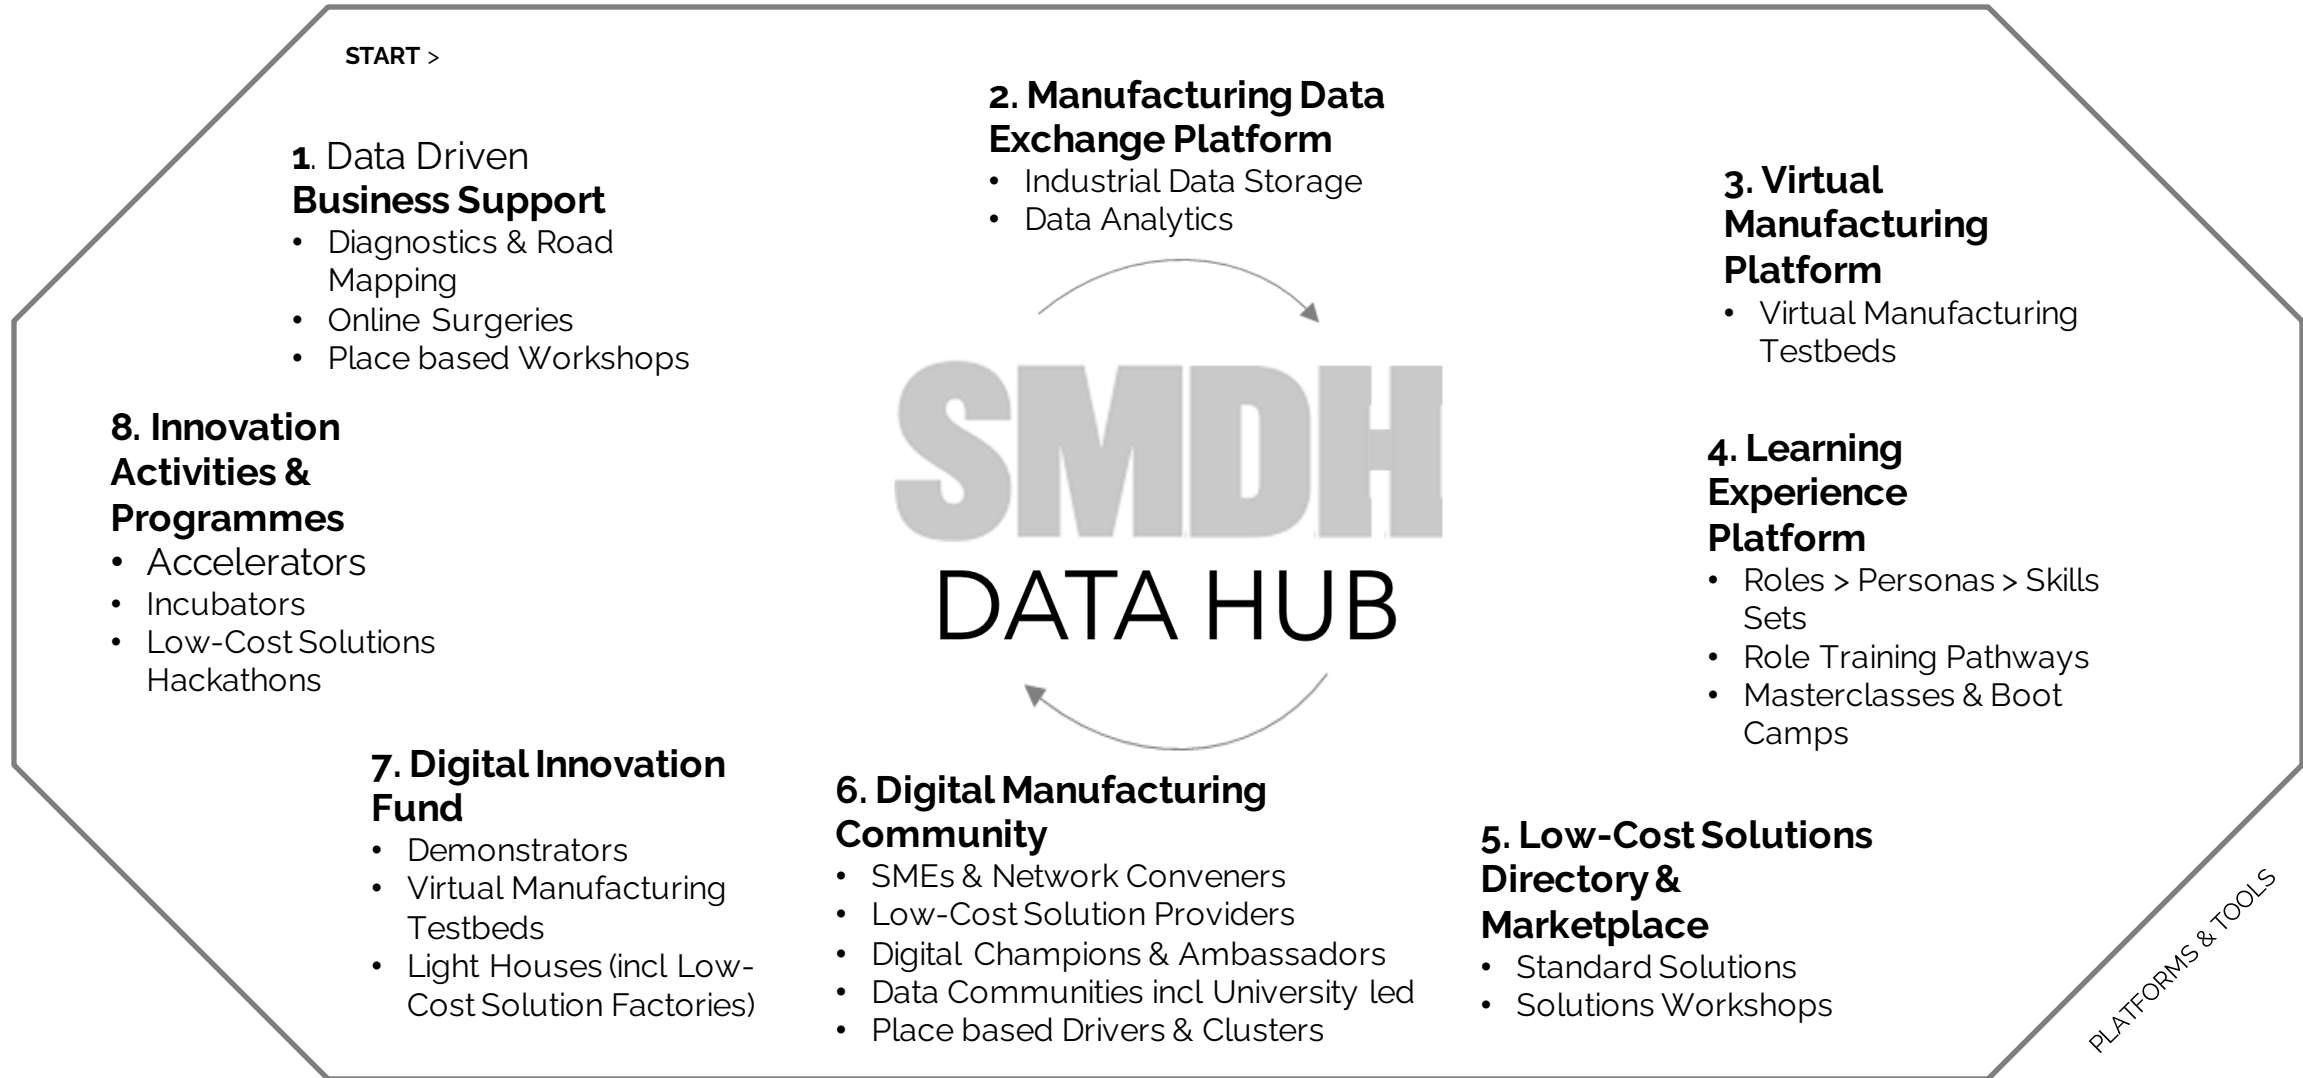 START >
1. Data Driven
Business Support
• Diagnostics & Road
Mapping
• Online Surgeries
• Place based Workshops
2. Manufacturing Data
Exchange Platform
• Industrial Data Storage
• Data Analytics
3. Virtual
Manufacturing
Platform
• Virtual Manufacturing
Testbeds
4. Learning
Experience
Platform
• Roles > Personas > Skills
Sets
• Role Training Pathways
• Masterclasses & Boot
Camps
5. Low-Cost Solutions
Directory &
Marketplace
• Standard Solutions
• Solutions Workshops
6. Digital Manufacturing
Community
• SMEs & Network Conveners
• Low-Cost Solution Providers
• Digital Champions & Ambassadors
• Data Communities incl University led
• Place based Drivers & Clusters
7. Digital Innovation
Fund
• Demonstrators
• Virtual Manufacturing
Testbeds
• Light Houses (incl Low-
Cost Solution Factories)
8. Innovation
Activities &
Programmes
• Accelerators
• Incubators
• Low-Cost Solutions
Hackathons
SMDH
DATA HUB
PLATFORMS & TOOLS